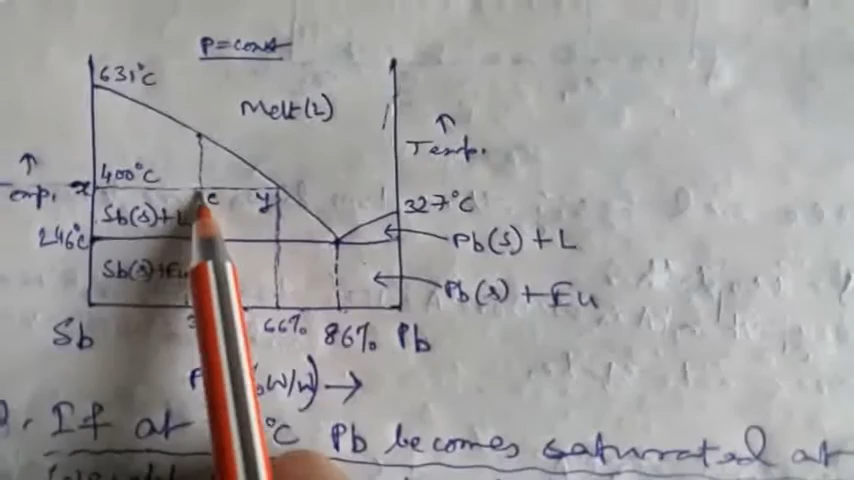 P = const
631°C
Melt(L)
↑
Temp.
400°C
x
c
y
327°C
Sb(s)+L
246°C
Pb(s) + L
Sb(s)+Eu
Pb(s) + Eu
Sb
66%
86%
Pb
W/W) →
If at °C Pb becomes saturated at